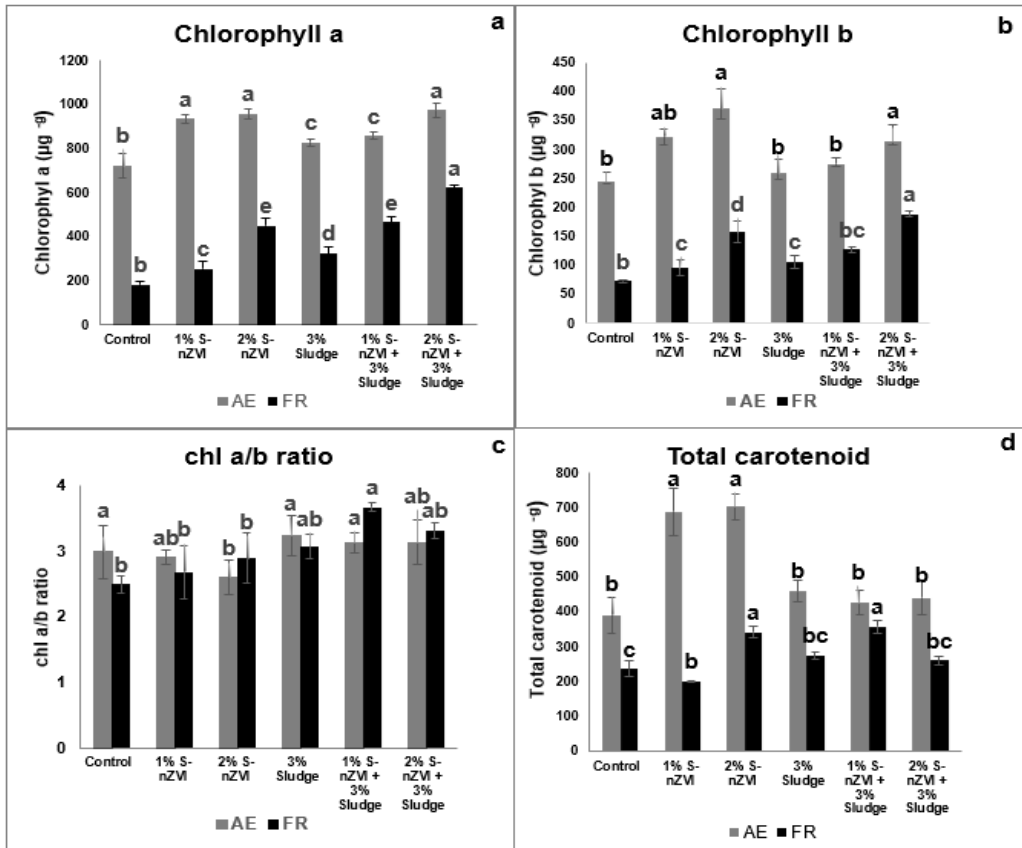 Chlorophyll a
a
Chlorophyl a (µg ⁻ᵍ)
1200
1000
800
600
400
200
0
b
b
a
c
a
e
c
d
c
e
a
a
Control
1% S-
nZVI
2% S-
nZVI
3%
Sludge
1% S-
nZVI +
3%
Sludge
2% S-
nZVI +
3% Sludge
AE FR
Chlorophyll b
b
Chlorophyl b (µg ⁻ᵍ)
450
400
350
300
250
200
150
100
50
0
b
b
ab
c
a
d
b
c
b
bc
a
a
Control
1% S-
nZVI
2% S-
nZVI
3%
Sludge
1% S-
nZVI +
3%
Sludge
2% S-
nZVI +
3% Sludge
AE FR
chl a/b ratio
c
chl a/b ratio
4
3
2
1
0
a
b
ab
b
b
b
a
ab
a
a
ab
ab
Control
1% S-
nZVI
2% S-
nZVI
3%
Sludge
1% S-
nZVI +
3%
Sludge
2% S-
nZVI +
3% Sludge
AE FR
Total carotenoid
d
Total carotenoid (µg ⁻ᵍ)
800
700
600
500
400
300
200
100
0
b
c
a
b
a
a
b
bc
b
a
b
bc
Control
1% S-
nZVI
2% S-
nZVI
3%
Sludge
1% S-
nZVI +
3%
Sludge
2% S-
nZVI +
3% Sludge
AE FR